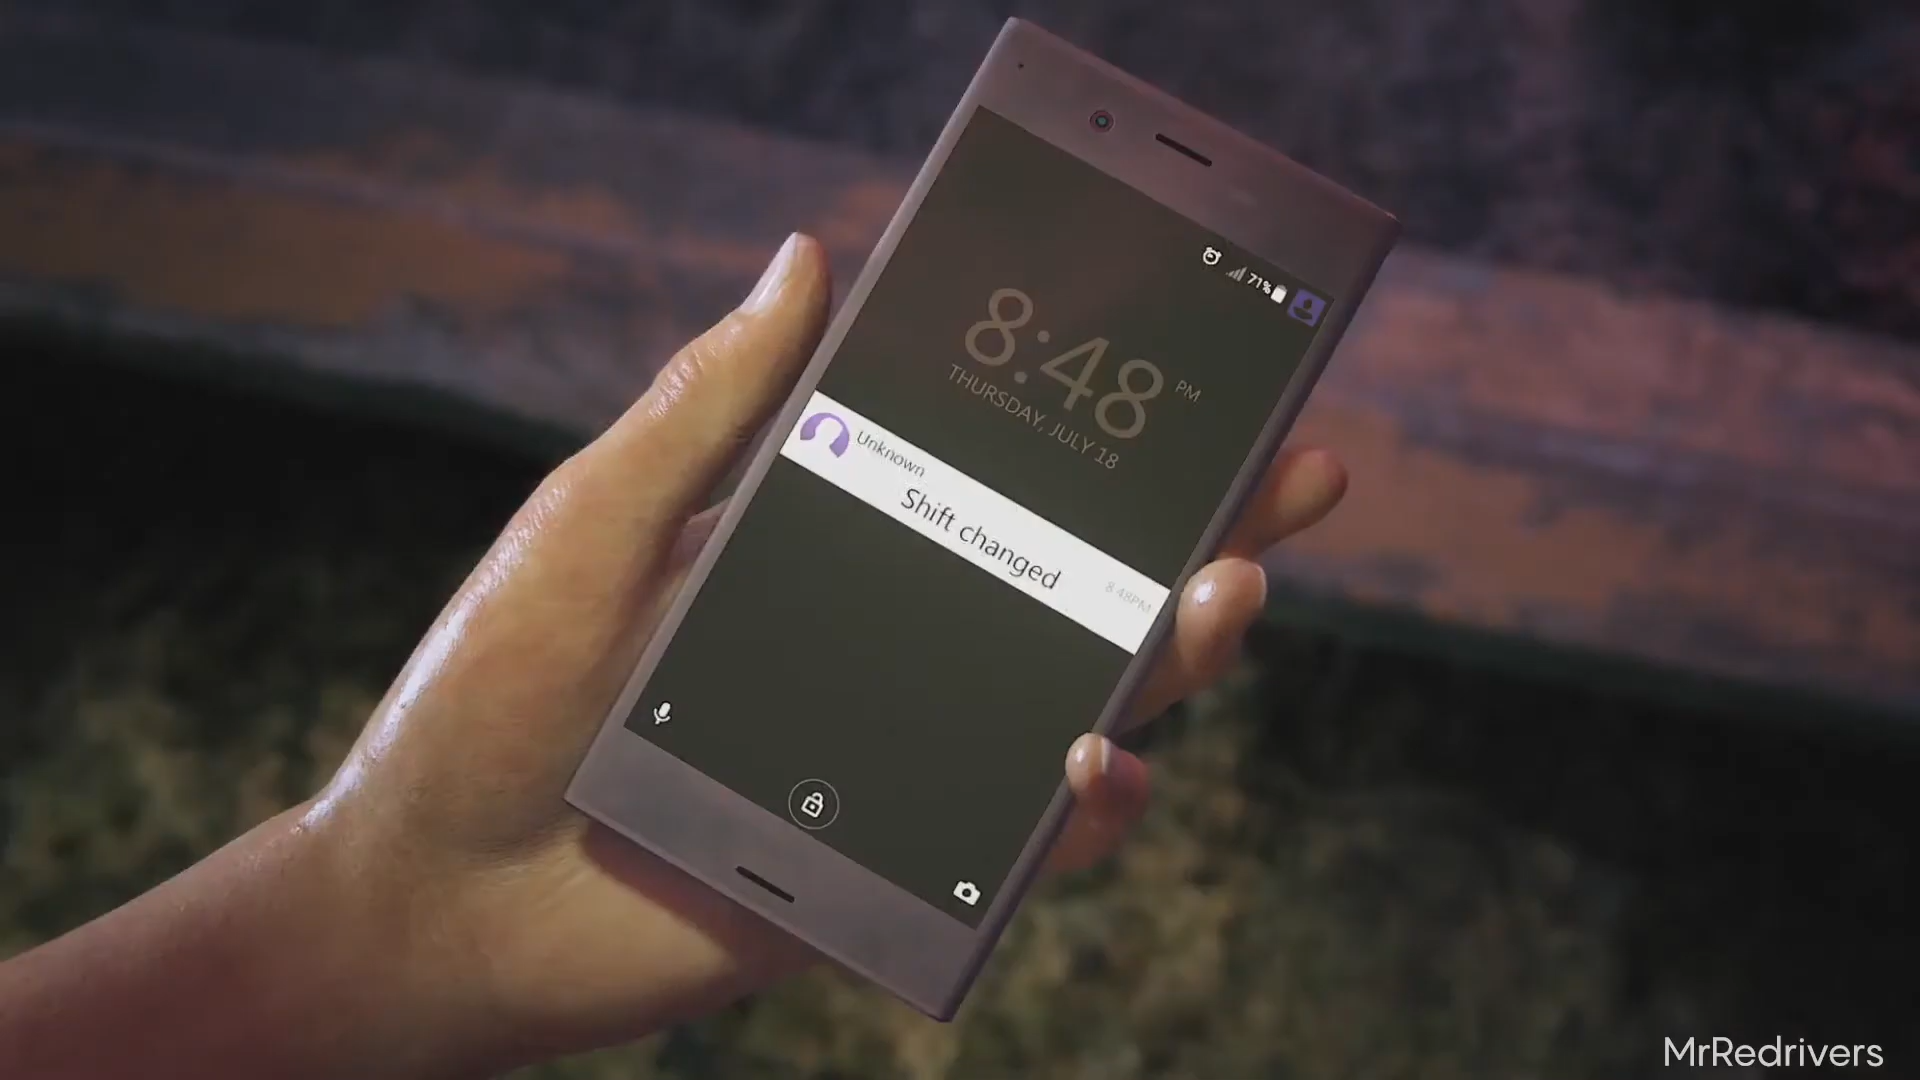 71%
8:48 PM
THURSDAY, JULY 18
Unknown
Shift changed
8:48PM
MrRedrivers